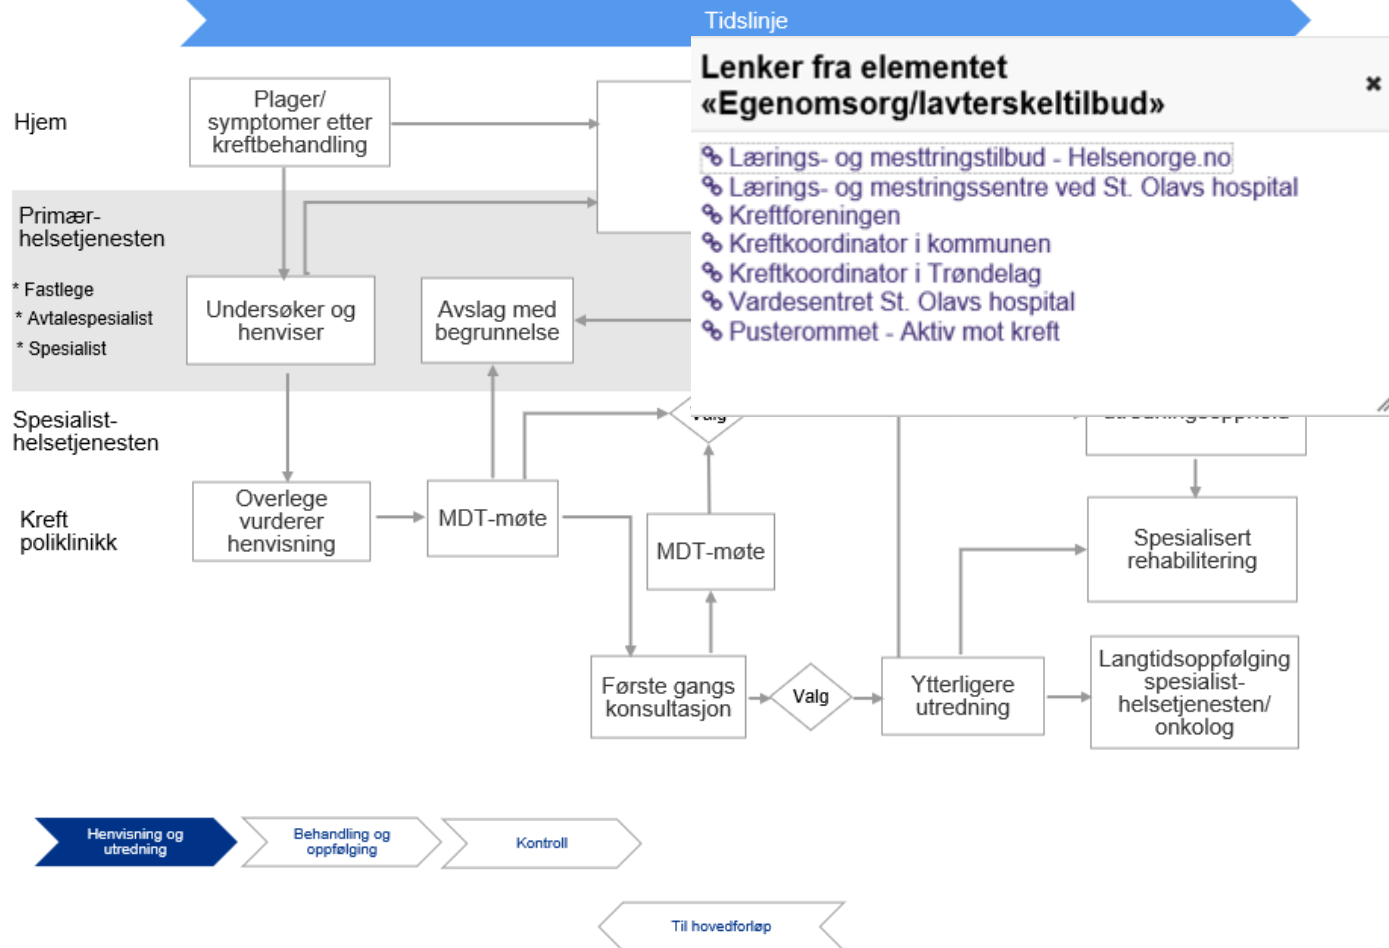 Tidslinje
Lenker fra elementet
«Egenomsorg/lavterskeltilbud»
Lærings- og mesttringstilbud - Helsenorge.no
Lærings- og mestringssentre ved St. Olavs hospital
Kreftforeningen
Kreftkoordinator i kommunen
Kreftkoordinator i Trøndelag
Vardesentret St. Olavs hospital
Pusterommet - Aktiv mot kreft
Hjem
Plager/
symptomer etter
kreftbehandling
Primær-
helsetjenesten
* Fastlege
* Avtalespesialist
* Spesialist
Undersøker og
henviser
Avslag med
begrunnelse
Spesialist-
helsetjenesten
Valg
utredningsopphold
Kreft
poliklinikk
Overlege
vurderer
henvisning
MDT-møte
MDT-møte
Spesialisert
rehabilitering
Første gangs
konsultasjon
Valg
Ytterligere
utredning
Langtidsoppfølging
spesialist-
helsetjenesten/
onkolog
Henvisning og
utredning
Behandling og
oppfølging
Kontroll
Til hovedforløp